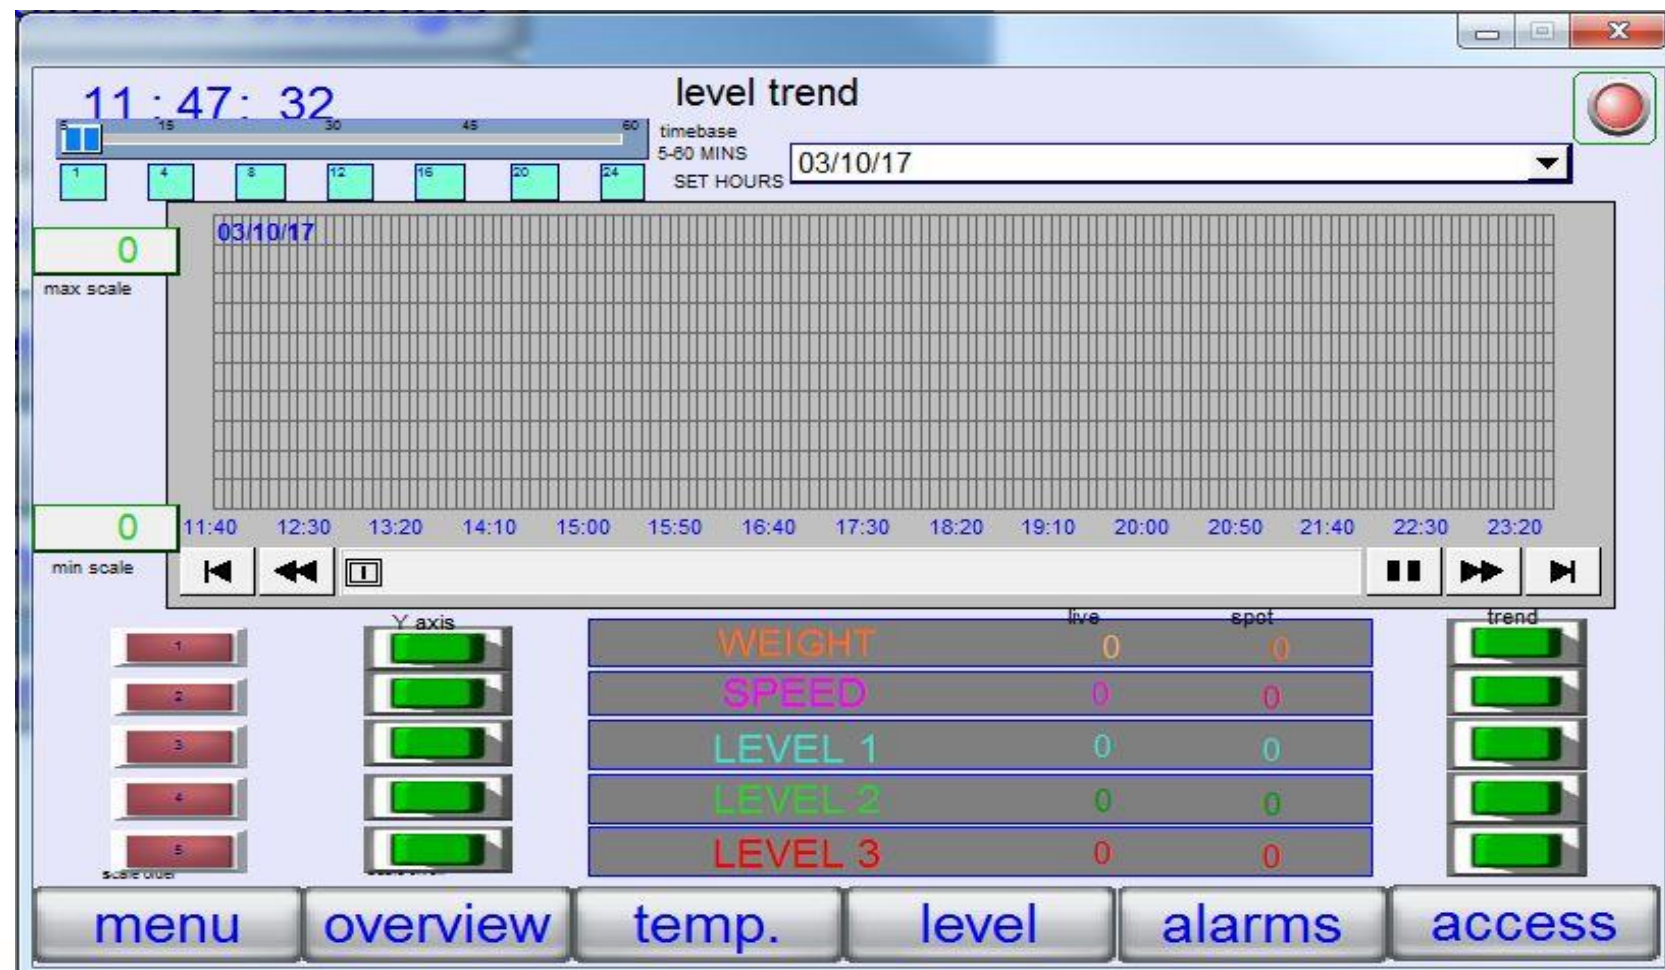 11 : 47 : 32
level trend
5 15 30 45 60
timebase
5-60 MINS
1 4 8 12 16 20 24
SET HOURS
03/10/17
03/10/17
0
max scale
0
min scale
11:40 12:30 13:20 14:10 15:00 15:50 16:40 17:30 18:20 19:10 20:00 20:50 21:40 22:30 23:20
Y axis live spot trend
1 WEIGHT 0 0
2 SPEED 0 0
3 LEVEL 1 0 0
4 LEVEL 2 0 0
5 LEVEL 3 0 0
scale order
menu overview temp. level alarms access